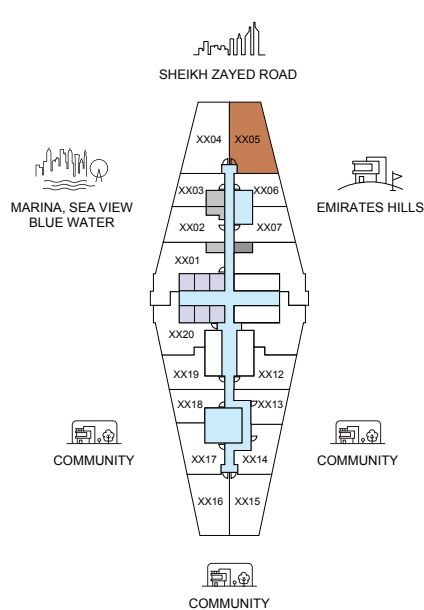 SHEIKH ZAYED ROAD
XX04
XX05
MARINA, SEA VIEW
BLUE WATER
EMIRATES HILLS
XX03
XX06
XX02
XX07
XX01
XX20
XX19
XX12
XX18
XX13
COMMUNITY
XX17
XX14
COMMUNITY
XX16
XX15
COMMUNITY